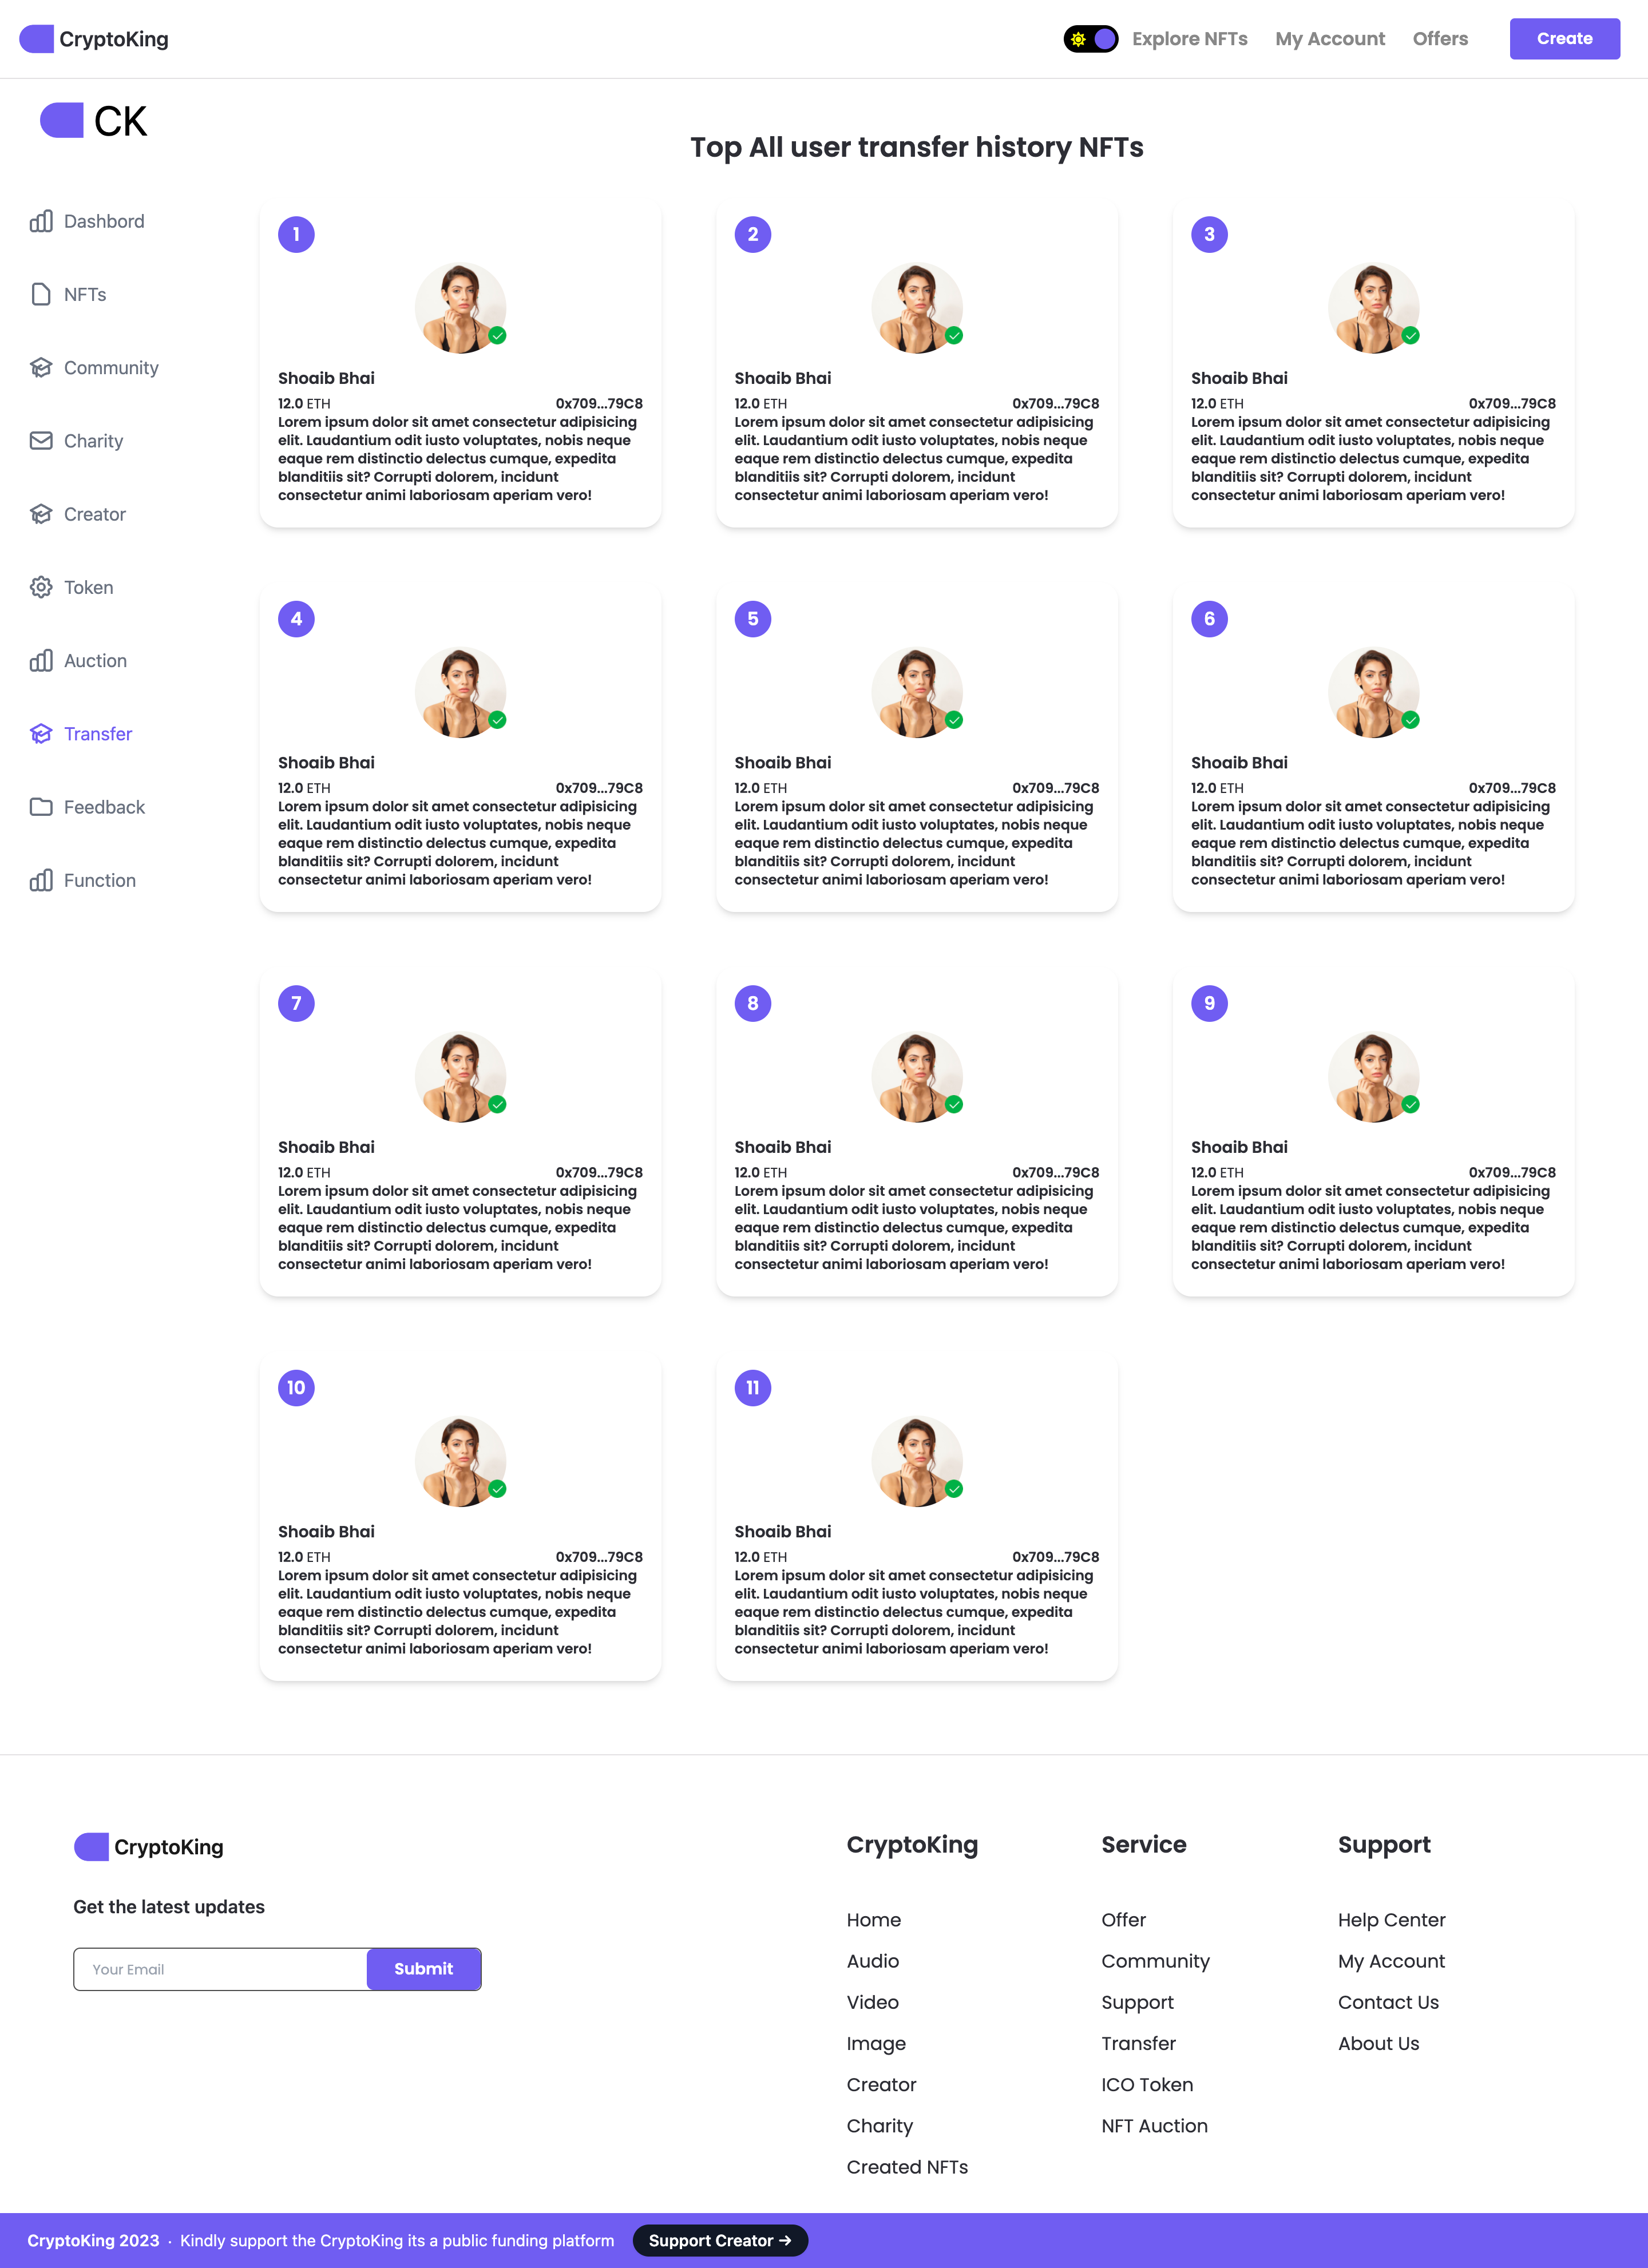 CryptoKing
Explore NFTs
My Account
Offers
Create
CK
Dashbord
NFTs
Community
Charity
Creator
Token
Auction
Transfer
Feedback
Function
Top All user transfer history NFTs
1
Shoaib Bhai
12.0 ETH 0x709...79C8
Lorem ipsum dolor sit amet consectetur adipisicing
elit. Laudantium odit iusto voluptates, nobis neque
eaque rem distinctio delectus cumque, expedita
blanditiis sit? Corrupti dolorem, incidunt
consectetur animi laboriosam aperiam vero!
2
Shoaib Bhai
12.0 ETH 0x709...79C8
Lorem ipsum dolor sit amet consectetur adipisicing
elit. Laudantium odit iusto voluptates, nobis neque
eaque rem distinctio delectus cumque, expedita
blanditiis sit? Corrupti dolorem, incidunt
consectetur animi laboriosam aperiam vero!
3
Shoaib Bhai
12.0 ETH 0x709...79C8
Lorem ipsum dolor sit amet consectetur adipisicing
elit. Laudantium odit iusto voluptates, nobis neque
eaque rem distinctio delectus cumque, expedita
blanditiis sit? Corrupti dolorem, incidunt
consectetur animi laboriosam aperiam vero!
4
Shoaib Bhai
12.0 ETH 0x709...79C8
Lorem ipsum dolor sit amet consectetur adipisicing
elit. Laudantium odit iusto voluptates, nobis neque
eaque rem distinctio delectus cumque, expedita
blanditiis sit? Corrupti dolorem, incidunt
consectetur animi laboriosam aperiam vero!
5
Shoaib Bhai
12.0 ETH 0x709...79C8
Lorem ipsum dolor sit amet consectetur adipisicing
elit. Laudantium odit iusto voluptates, nobis neque
eaque rem distinctio delectus cumque, expedita
blanditiis sit? Corrupti dolorem, incidunt
consectetur animi laboriosam aperiam vero!
6
Shoaib Bhai
12.0 ETH 0x709...79C8
Lorem ipsum dolor sit amet consectetur adipisicing
elit. Laudantium odit iusto voluptates, nobis neque
eaque rem distinctio delectus cumque, expedita
blanditiis sit? Corrupti dolorem, incidunt
consectetur animi laboriosam aperiam vero!
7
Shoaib Bhai
12.0 ETH 0x709...79C8
Lorem ipsum dolor sit amet consectetur adipisicing
elit. Laudantium odit iusto voluptates, nobis neque
eaque rem distinctio delectus cumque, expedita
blanditiis sit? Corrupti dolorem, incidunt
consectetur animi laboriosam aperiam vero!
8
Shoaib Bhai
12.0 ETH 0x709...79C8
Lorem ipsum dolor sit amet consectetur adipisicing
elit. Laudantium odit iusto voluptates, nobis neque
eaque rem distinctio delectus cumque, expedita
blanditiis sit? Corrupti dolorem, incidunt
consectetur animi laboriosam aperiam vero!
9
Shoaib Bhai
12.0 ETH 0x709...79C8
Lorem ipsum dolor sit amet consectetur adipisicing
elit. Laudantium odit iusto voluptates, nobis neque
eaque rem distinctio delectus cumque, expedita
blanditiis sit? Corrupti dolorem, incidunt
consectetur animi laboriosam aperiam vero!
10
Shoaib Bhai
12.0 ETH 0x709...79C8
Lorem ipsum dolor sit amet consectetur adipisicing
elit. Laudantium odit iusto voluptates, nobis neque
eaque rem distinctio delectus cumque, expedita
blanditiis sit? Corrupti dolorem, incidunt
consectetur animi laboriosam aperiam vero!
11
Shoaib Bhai
12.0 ETH 0x709...79C8
Lorem ipsum dolor sit amet consectetur adipisicing
elit. Laudantium odit iusto voluptates, nobis neque
eaque rem distinctio delectus cumque, expedita
blanditiis sit? Corrupti dolorem, incidunt
consectetur animi laboriosam aperiam vero!
CryptoKing
Get the latest updates
Your Email
Submit
CryptoKing
Home
Audio
Video
Image
Creator
Charity
Created NFTs
Service
Offer
Community
Support
Transfer
ICO Token
NFT Auction
Support
Help Center
My Account
Contact Us
About Us
CryptoKing 2023 · Kindly support the CryptoKing its a public funding platform
Support Creator →